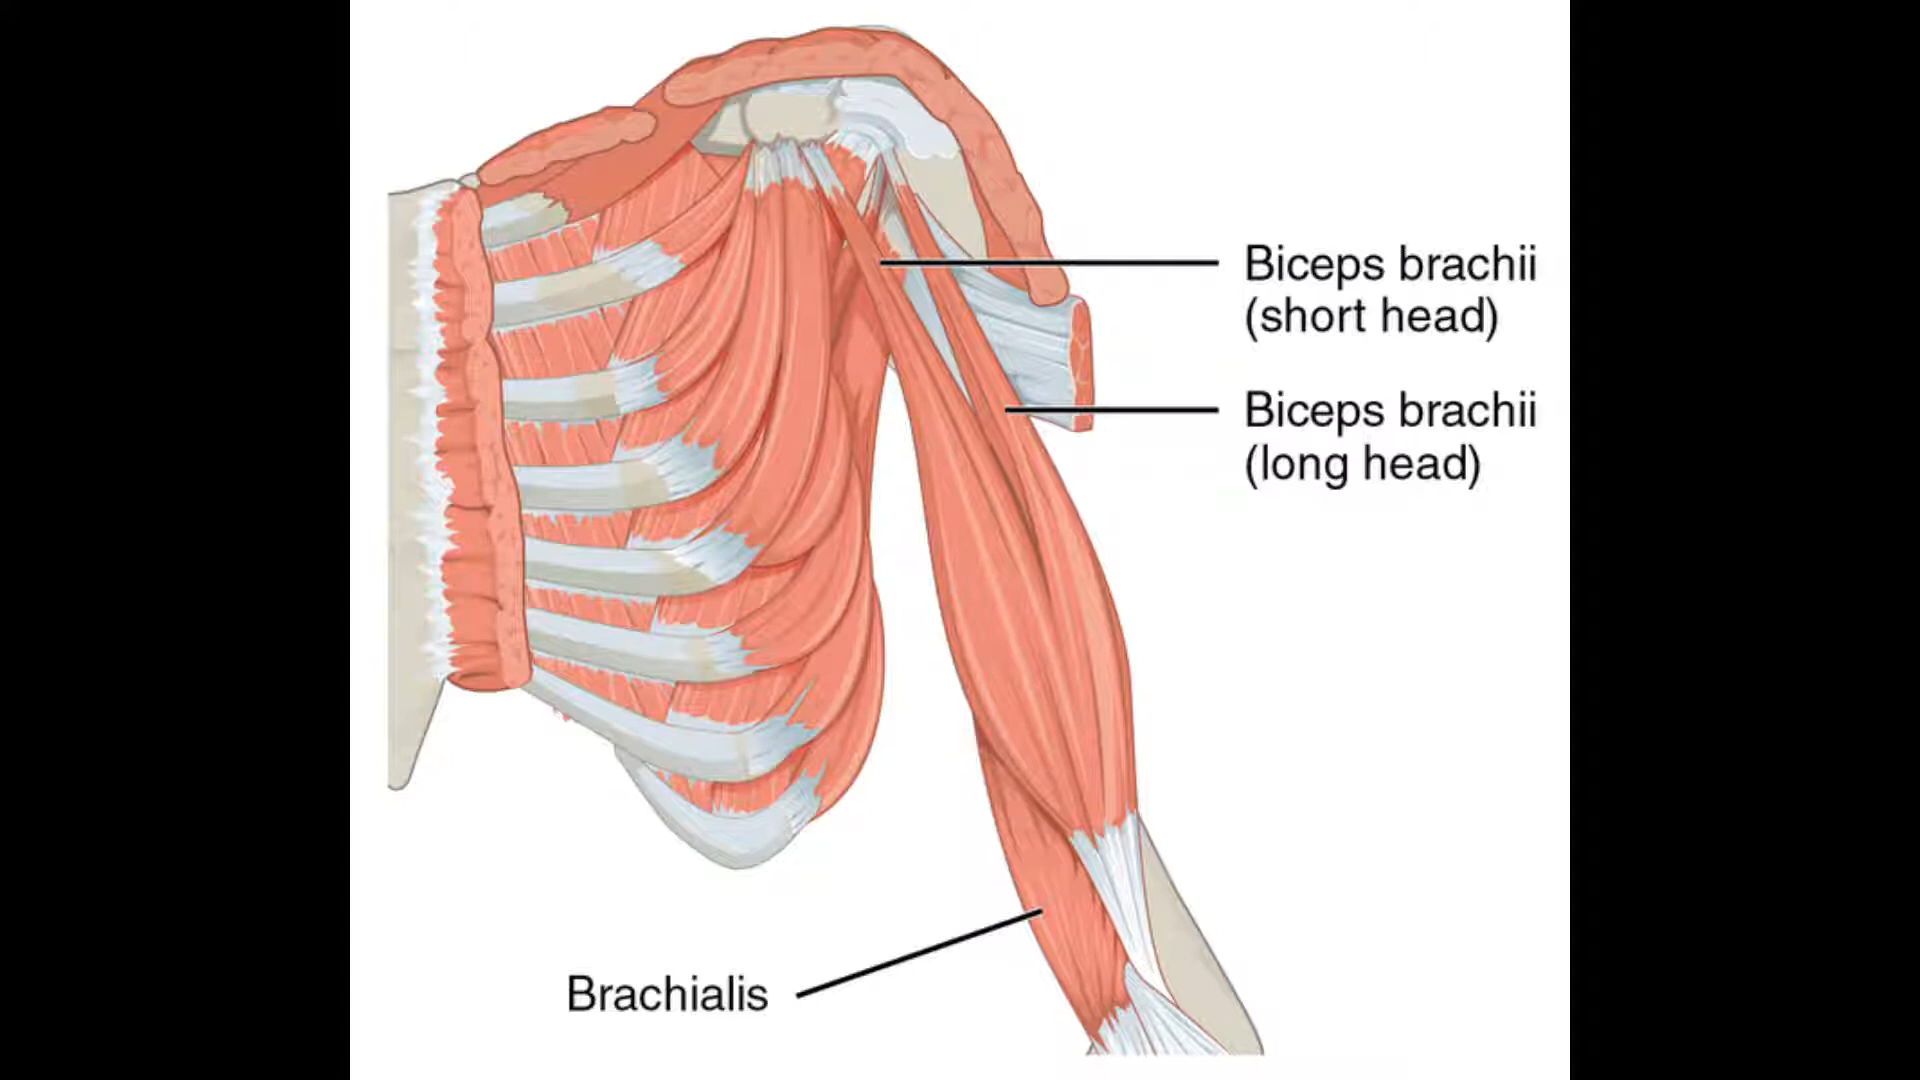 Biceps brachii
(short head)
Biceps brachii
(long head)
Brachialis